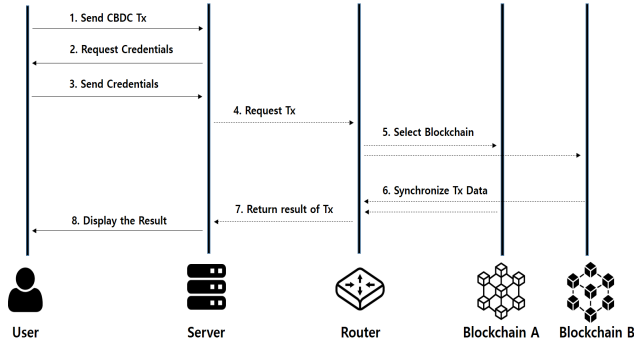 1. Send CBDC Tx
2. Request Credentials
3. Send Credentials
4. Request Tx
5. Select Blockchain
6. Synchronize Tx Data
7. Return result of Tx
8. Display the Result
User Server Router Blockchain A Blockchain B